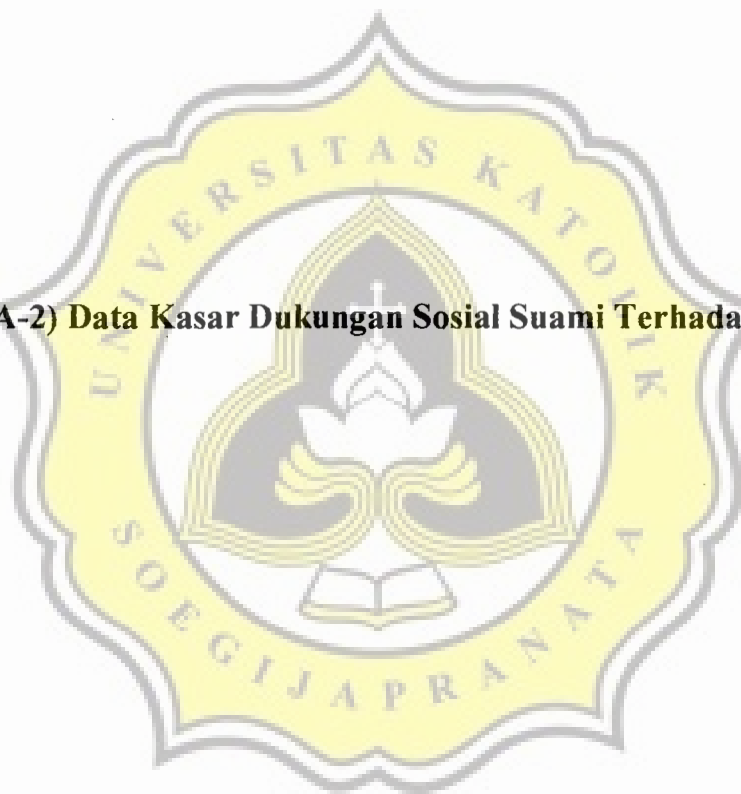 UNIVERSITAS KATOLIK
A-2) Data Kasar Dukungan Sosial Suami Terhada
SOEGIJAPRANATA